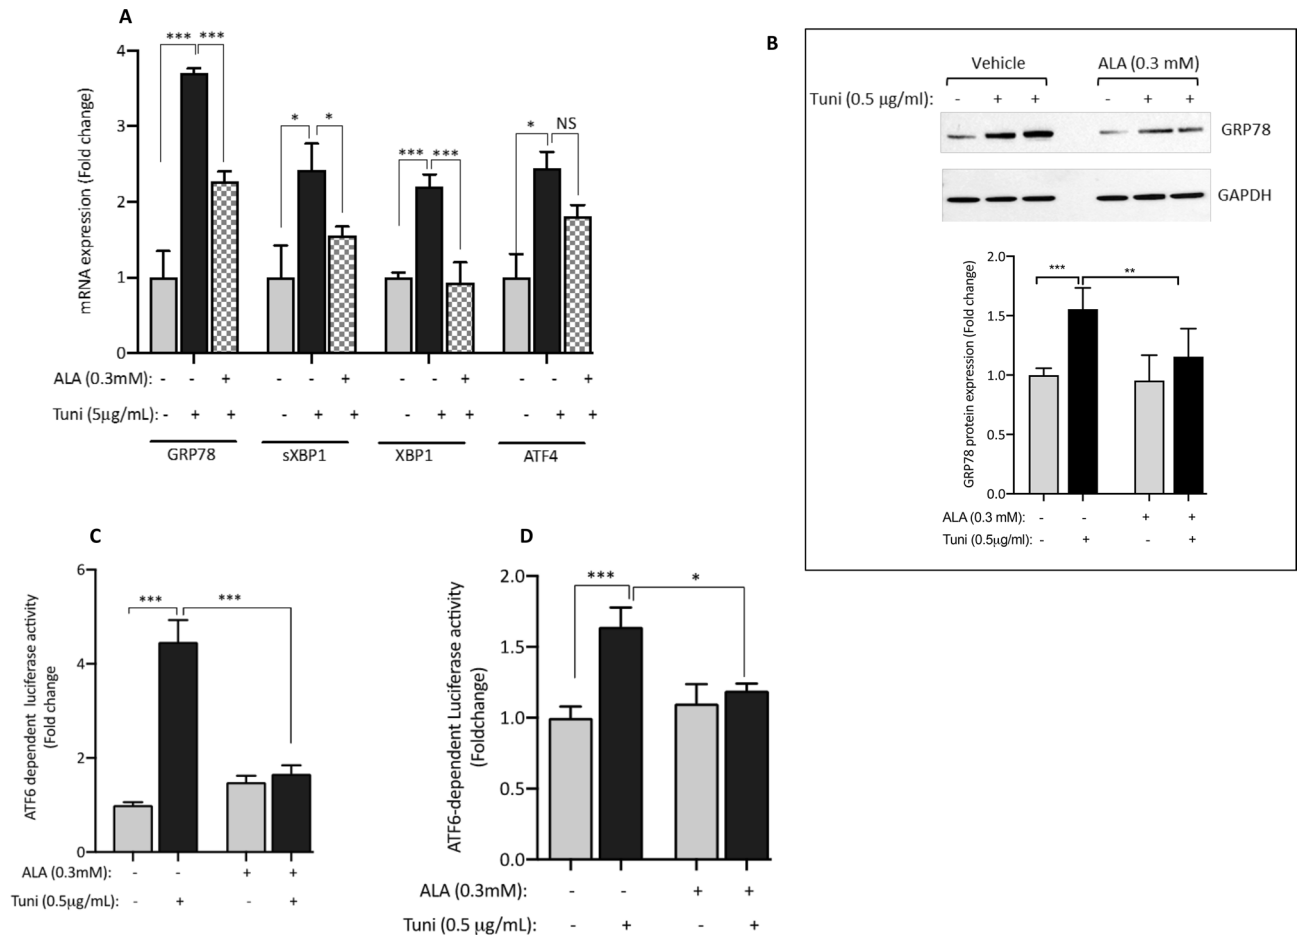 A
*** ***
* *
*** ***
* NS
mRNA expression (Fold change)
4
3
2
1
0
ALA (0.3mM): - - + - - + - - + - - +
Tuni (5μg/mL): - + + - + + - + + - + +
GRP78 sXBP1 XBP1 ATF4
B
Vehicle ALA (0.3 mM)
Tuni (0.5 μg/ml): - + + - + +
GRP78
GAPDH
*** **
GRP78 protein expression (Fold change)
2.0
1.5
1.0
0.5
0.0
ALA (0.3 mM): - - + +
Tuni (0.5μg/ml): - + - +
C
*** ***
ATF6 dependent luciferase activity
(Fold change
6
4
2
0
ALA (0.3mM): - - + +
Tuni (0.5μg/mL): - + - +
D
*** *
ATF6-dependent Luciferase activity
(Foldchange)
2.0
1.5
1.0
0.5
0.0
ALA (0.3mM): - - + +
Tuni (0.5 μg/mL): - + - +